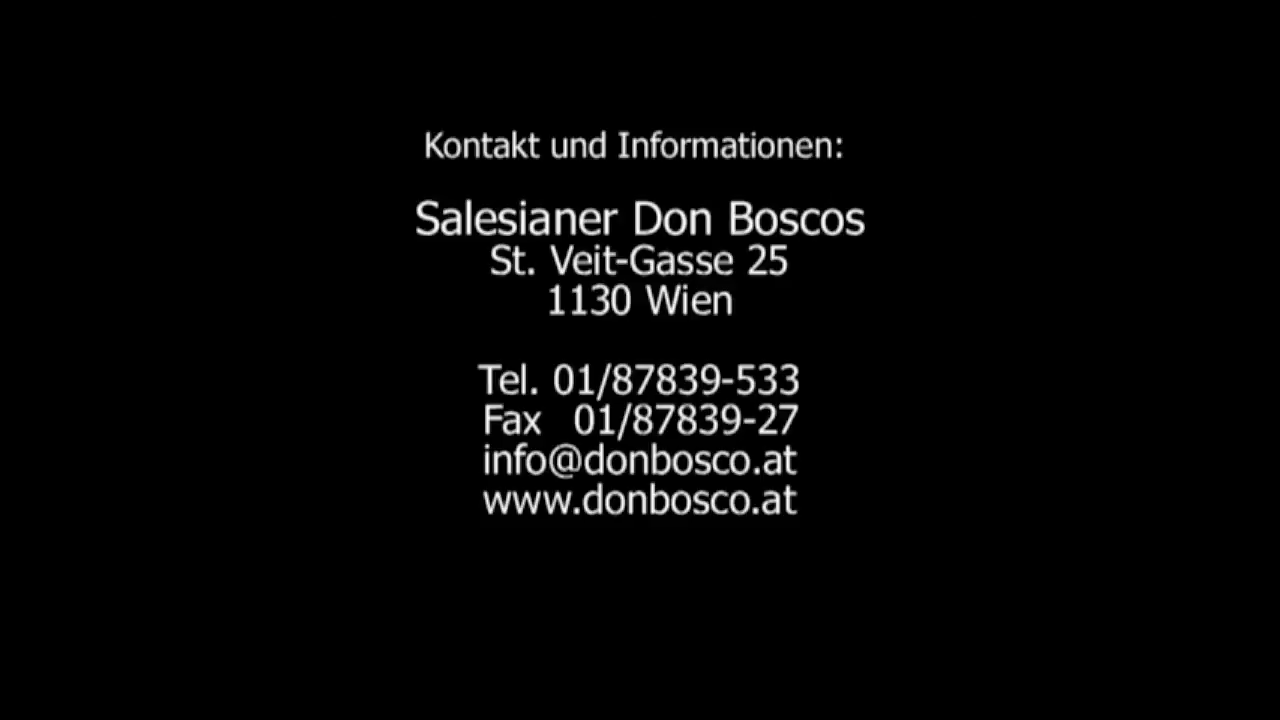 Kontakt und Informationen:
Salesianer Don Boscos
St. Veit-Gasse 25
1130 Wien
Tel. 01/87839-533
Fax 01/87839-27
info@donbosco.at
www.donbosco.at